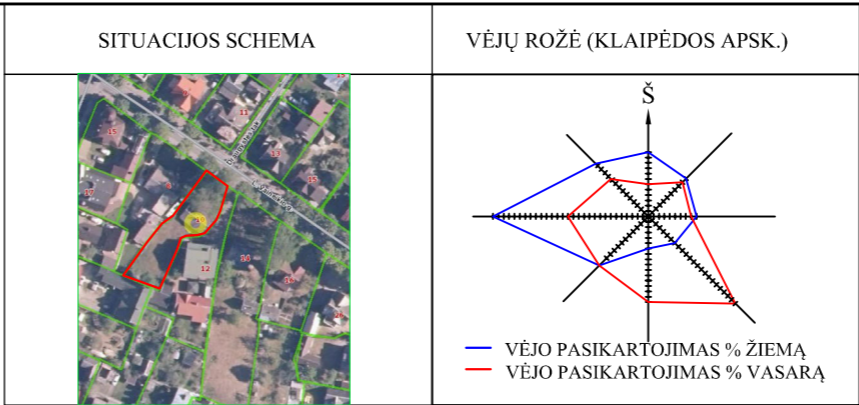 SITUACIJOS SCHEMA
VĖJŲ ROŽĖ (KLAIPĖDOS APSK.)
11
15
13
15
17
12
14
Š
VĖJO PASIKARTOJIMAS % ŽIEMĄ
VĖJO PASIKARTOJIMAS % VASARĄ